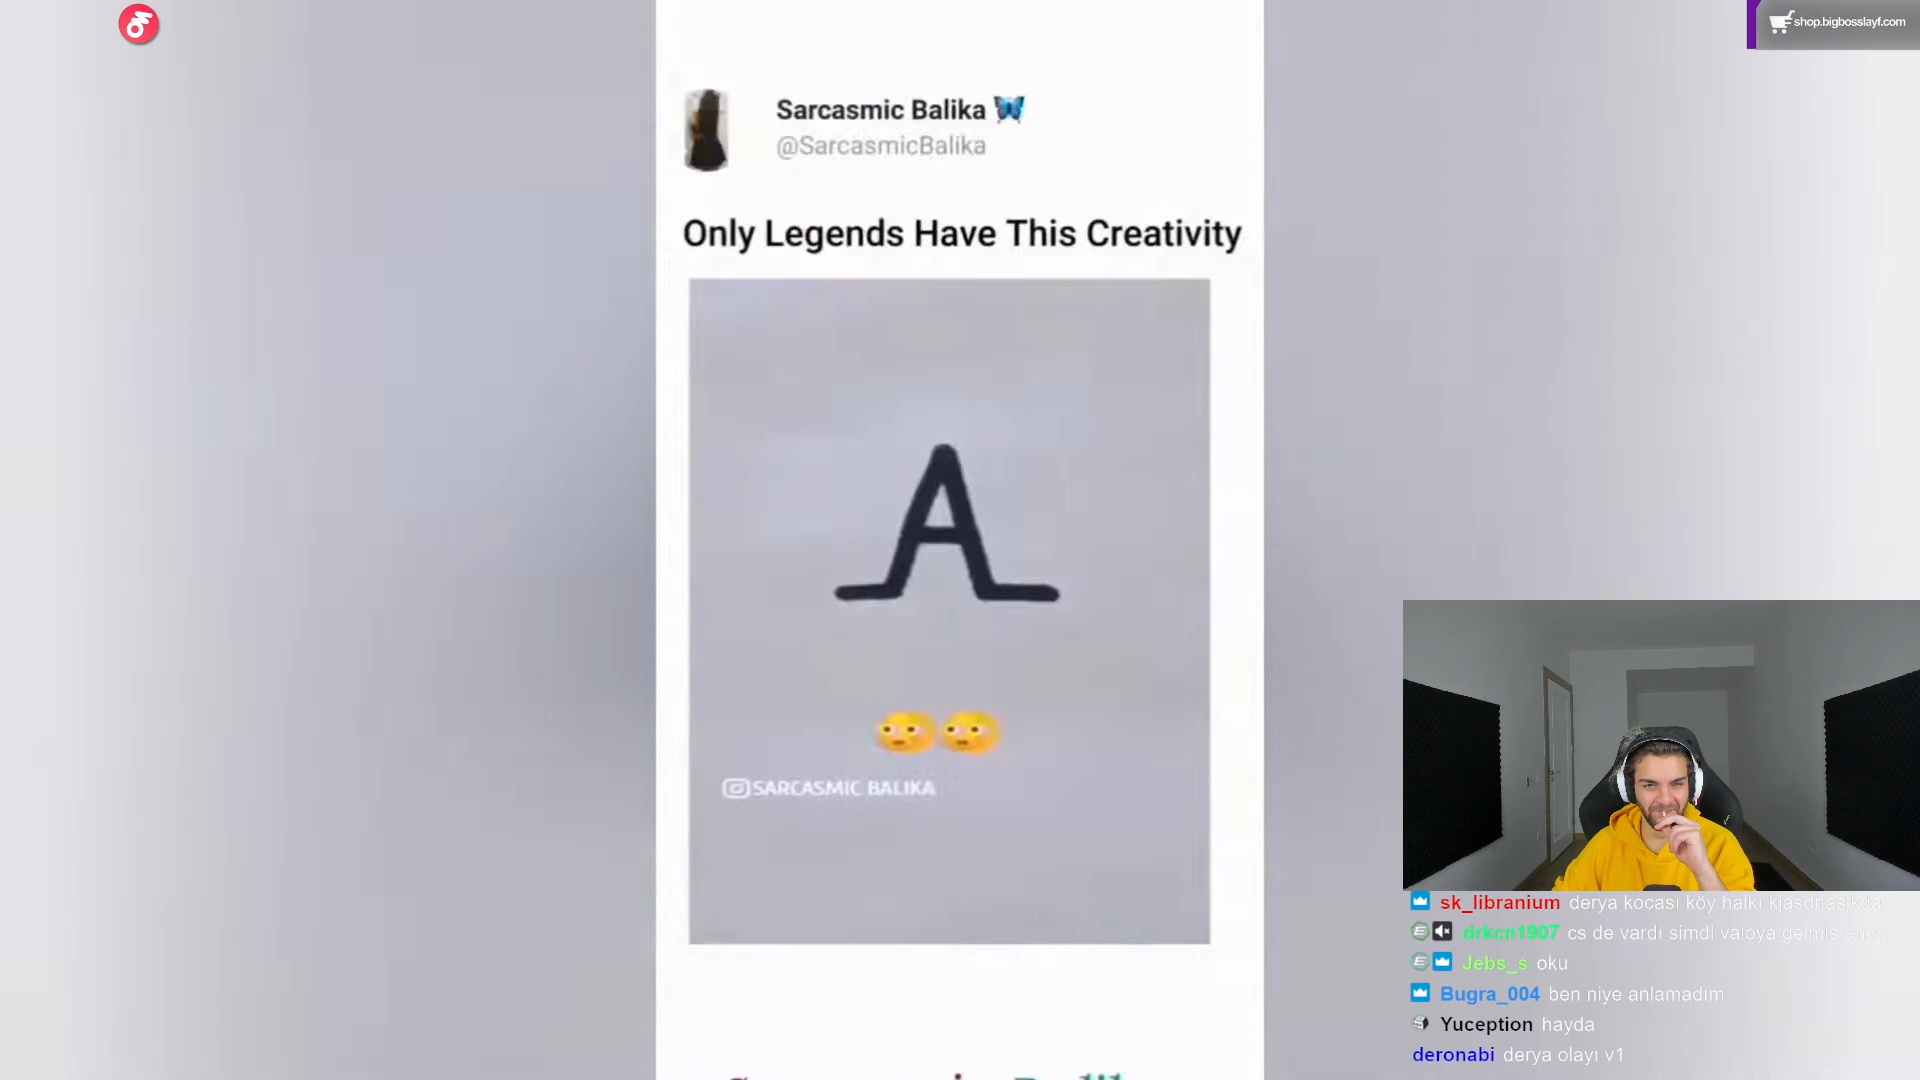 shop.bigbosslayf.com
Sarcasmic Balika
@SarcasmicBalika
Only Legends Have This Creativity
A
SARCASMIC BALIKA
sk_libranium derya kocası köy halkı
drkcn1907 cs de vardı simdi valoya gelmis
Jebs_s oku
Bugra_004 ben niye anlamadım
Yuception hayda
deronabi derya olayı v1